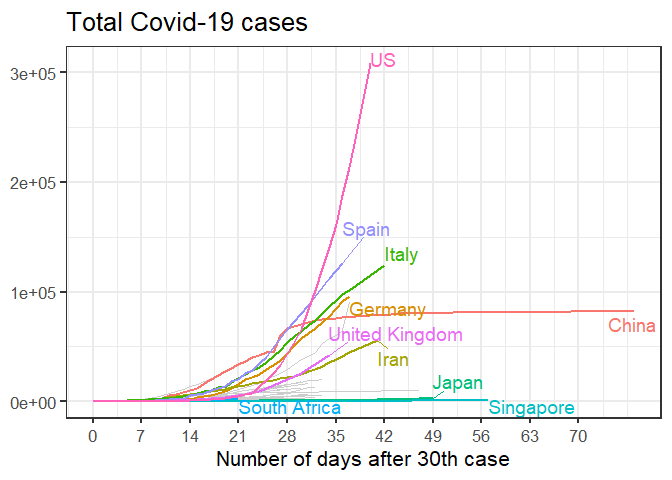 Total Covid-19 cases
3e+05
2e+05
1e+05
0e+00
US
Spain
Italy
Germany
China
United Kingdom
Iran
Japan
South Africa
Singapore
0 7 14 21 28 35 42 49 56 63 70
Number of days after 30th case